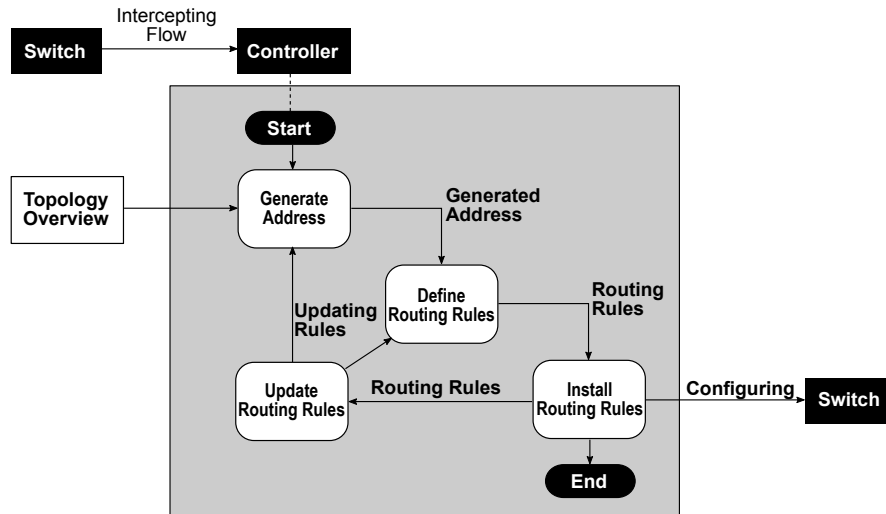 Intercepting
Flow
Switch
Controller
Start
Topology
Overview
Generate
Address
Generated
Address
Updating
Rules
Define
Routing Rules
Routing
Rules
Update
Routing Rules
Routing Rules
Install
Routing Rules
Configuring
Switch
End